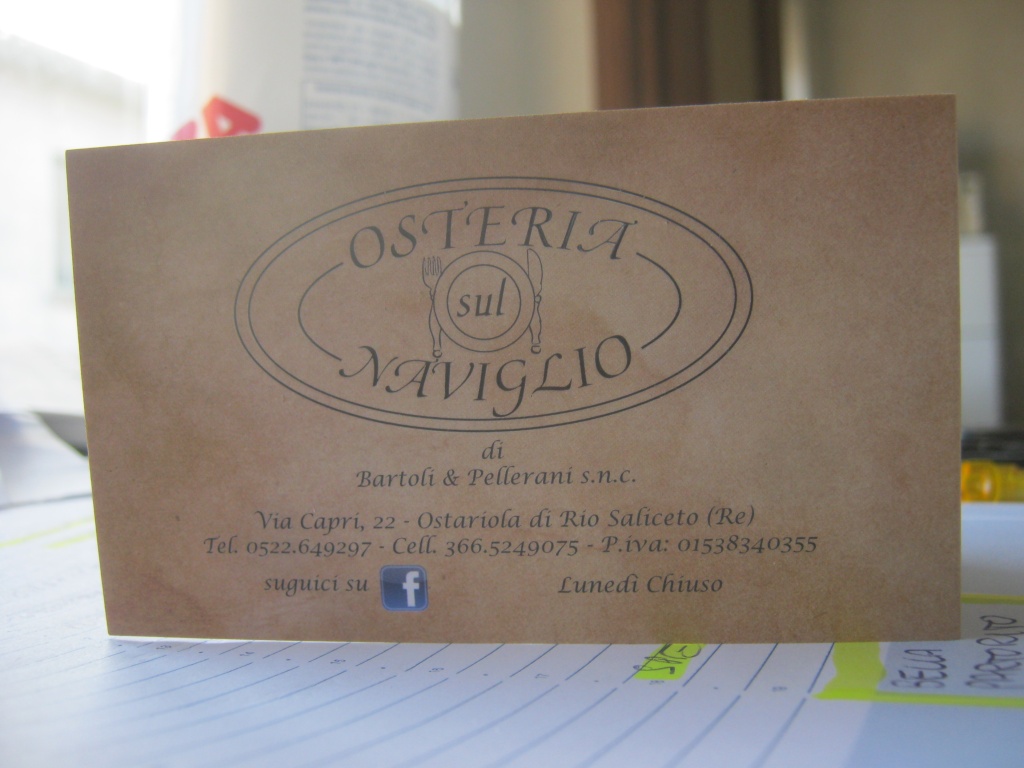 OSTERIA
sul
NAVIGLIO
di
Bartoli & Pellerani s.n.c.
Via Capri, 22 - Ostariola di Rio Saliceto (Re)
Tel. 0522.649297 - Cell. 366.5249075 - P.iva: 01538340355
suguici su f
Lunedì Chiuso